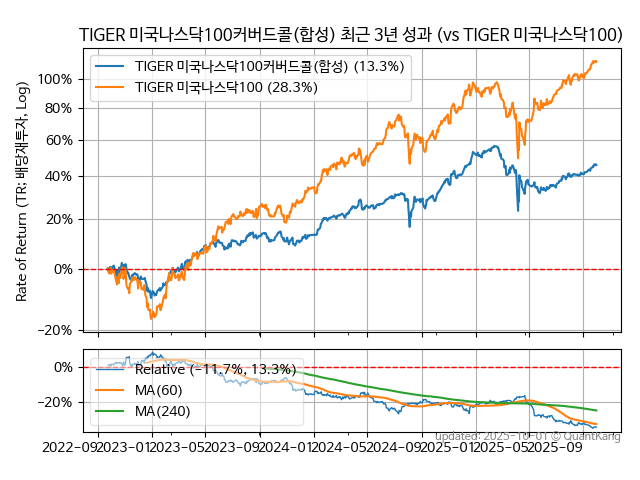 TIGER 미국나스닥100커버드콜(합성) 최근 3년 성과 (vs TIGER 미국나스닥100)
Rate of Return (TR: 배당재투자, Log)
TIGER 미국나스닥100커버드콜(합성) (13.3%)
TIGER 미국나스닥100 (28.3%)
100%
80%
60%
40%
20%
0%
−20%
Relative (−11.7%, 13.3%)
MA(60)
MA(240)
0%
−20%
2022−09 2023−01 2023−05 2023−09 2024−01 2024−05 2024−09 2025−01 2025−05 2025−09
updated: 2025−10−01 © QuantKang